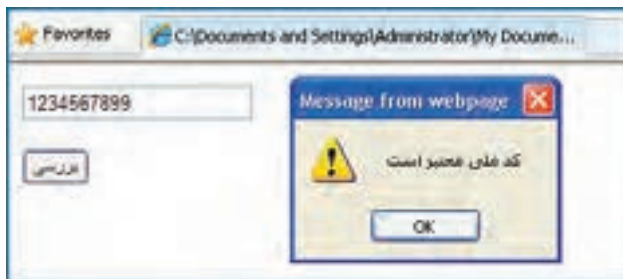 Favorites
C:\Documents and Settings\Administrator\My Docume...
1234567899
بررسی
Message from webpage
کد ملی معتبر است
OK